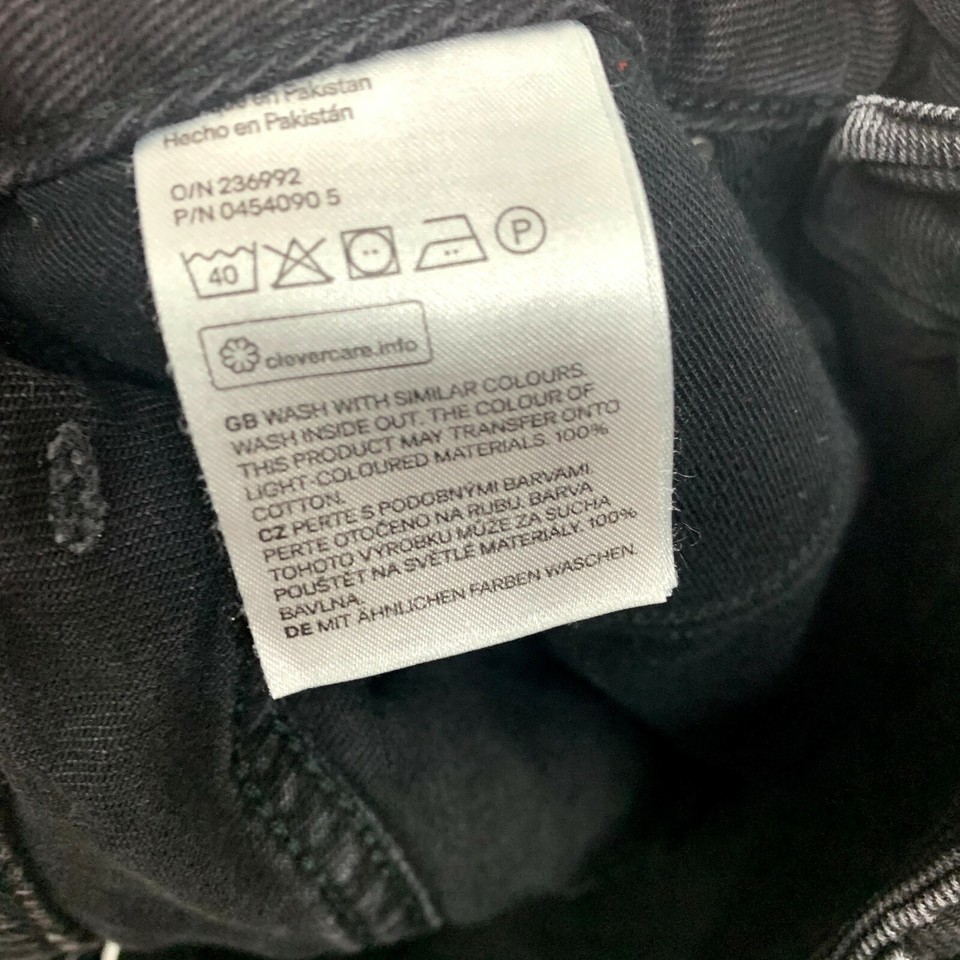 en Pakistan
Hecho en Pakistán
O/N 236992
P/N 0454090 5
40
P
clevercare.info
GB WASH WITH SIMILAR COLOURS.
WASH INSIDE OUT. THE COLOUR OF
THIS PRODUCT MAY TRANSFER ONTO
LIGHT-COLOURED MATERIALS. 100%
COTTON.
CZ PERTE S PODOBNÝMI BARVAMI.
PERTE OTOČENO NA RUBU. BARVA
TOHOTO VÝROBKU MŮŽE ZA SUCHA
POUŠTĚT NA SVĚTLÉ MATERIÁLY. 100%
BAVLNA.
DE MIT ÄHNLICHEN FARBEN WASCHEN.